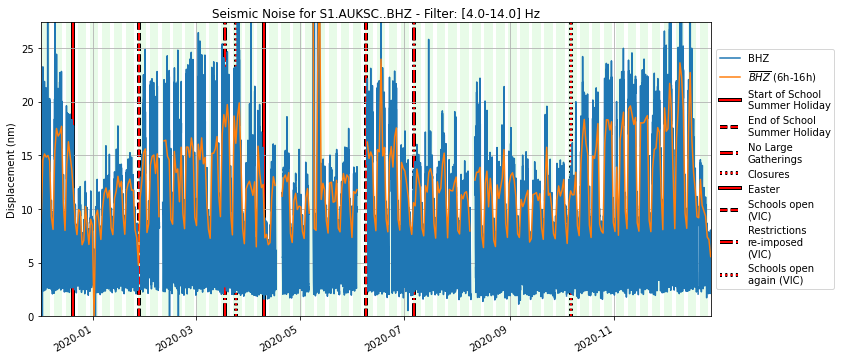 Seismic Noise for S1.AUKSC..BHZ - Filter: [4.0-14.0] Hz
Displacement (nm)
25
20
15
10
5
0
2020-01
2020-03
2020-05
2020-07
2020-09
2020-11
BHZ
BHZ (6h-16h)
Start of School
Summer Holiday
End of School
Summer Holiday
No Large
Gatherings
Closures
Easter
Schools open
(VIC)
Restrictions
re-imposed
(VIC)
Schools open
again (VIC)